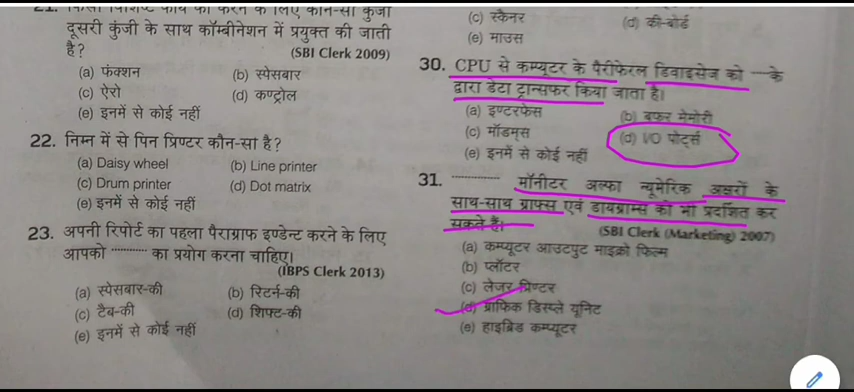 21. किसी विशिष्ट कार्य को करने के लिए कौन-सी कुंजी
दूसरी कुंजी के साथ कॉम्बीनेशन में प्रयुक्त की जाती
है?
(SBI Clerk 2009)
(a) फंक्शन
(b) स्पेसबार
(c) ऐरो
(d) कण्ट्रोल
(e) इनमें से कोई नहीं
22. निम्न में से पिन प्रिण्टर कौन-सा है?
(a) Daisy wheel
(b) Line printer
(c) Drum printer
(d) Dot matrix
(e) इनमें से कोई नहीं
23. अपनी रिपोर्ट का पहला पैराग्राफ इण्डेन्ट करने के लिए
आपको ............ का प्रयोग करना चाहिए।
(IBPS Clerk 2013)
(a) स्पेसबार-की
(b) रिटर्न-की
(c) टैब-की
(d) शिफ्ट-की
(e) इनमें से कोई नहीं
(c) स्कैनर
(d) की-बोर्ड
(e) माउस
30. CPU से कम्प्यूटर के पैरीफेरल डिवाइसेज को ....के
द्वारा डेटा ट्रान्सफर किया जाता है।
(a) इण्टरफेस
(b) बफर मेमोरी
(c) मॉडम्स
(d) I/O पोर्ट्स
(e) इनमें से कोई नहीं
31. ............ मॉनीटर अल्फा न्यूमेरिक अक्षरों के
साथ-साथ ग्राफ्स एवं डायग्राम्स को भी प्रदर्शित कर
सकते हैं।
(SBI Clerk (Marketing) 2007)
(a) कम्प्यूटर आउटपुट माइक्रो फिल्म
(b) प्लॉटर
(c) लेजर प्रिण्टर
(d) ग्राफिक डिस्प्ले यूनिट
(e) हाइब्रिड कम्प्यूटर